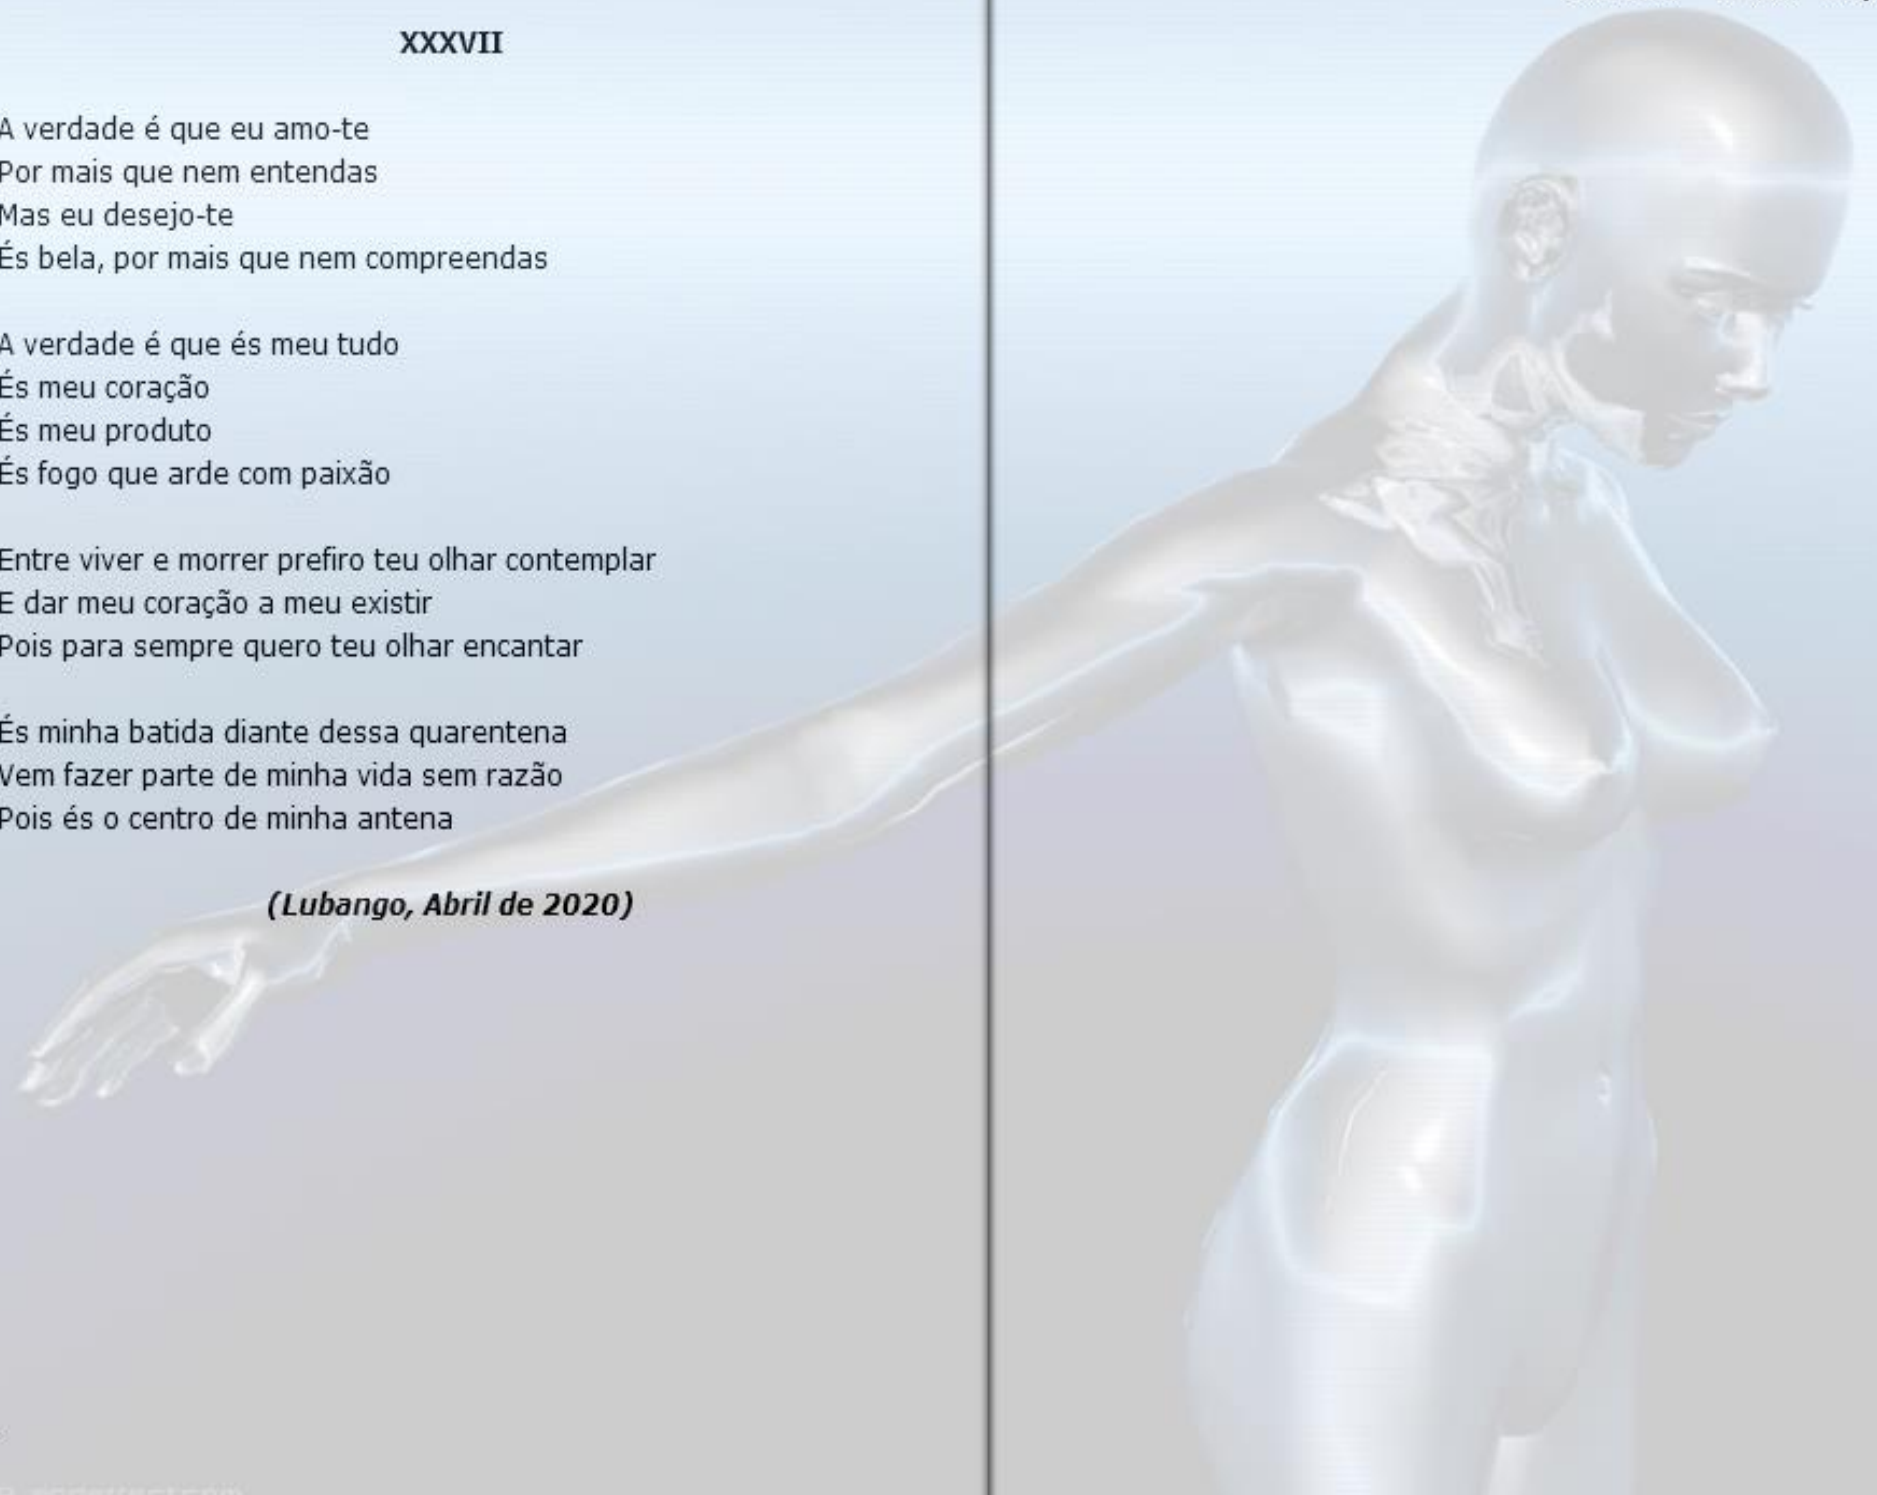 XXXVII
A verdade é que eu amo-te
Por mais que nem entendas
Mas eu desejo-te
És bela, por mais que nem compreendas
A verdade é que és meu tudo
És meu coração
És meu produto
És fogo que arde com paixão
Entre viver e morrer prefiro teu olhar contemplar
E dar meu coração a meu existir
Pois para sempre quero teu olhar encantar
És minha batida diante dessa quarentena
Vem fazer parte de minha vida sem razão
Pois és o centro de minha antena
(Lubango, Abril de 2020)